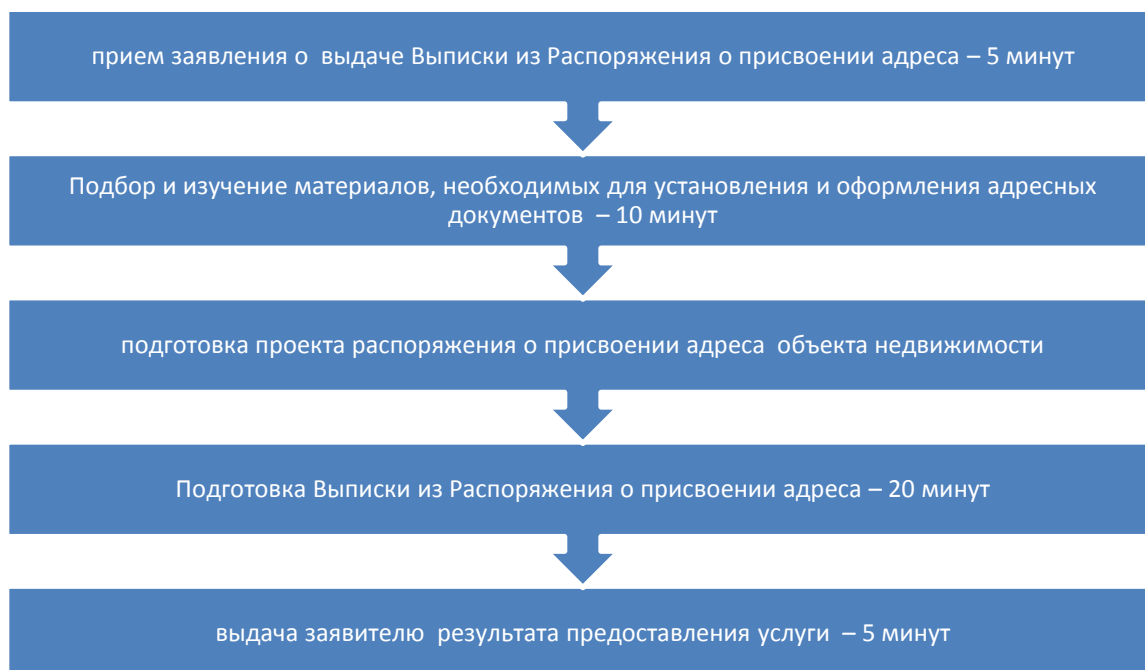 прием заявления о выдаче Выписки из Распоряжения о присвоении адреса – 5 минут
Подбор и изучение материалов, необходимых для установления и оформления адресных
документов – 10 минут
подготовка проекта распоряжения о присвоении адреса объекта недвижимости
Подготовка Выписки из Распоряжения о присвоении адреса – 20 минут
выдача заявителю результата предоставления услуги – 5 минут